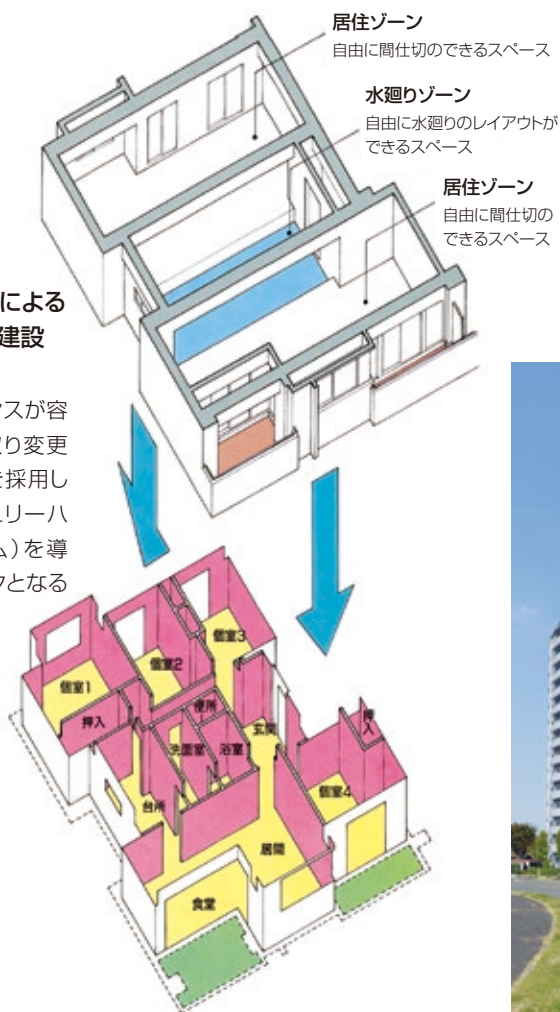 居住ゾーン
自由に間仕切のできるスペース
水廻りゾーン
自由に水廻りのレイアウトが
できるスペース
居住ゾーン
自由に間仕切の
できるスペース
による
建設
ンスが容
り変更
を採用し
ュリーハ
ム)を導
クとなる
個室1
個室2
個室3
押入
便所
玄関
押入
洗面室
浴室
台所
個室4
居間
食堂